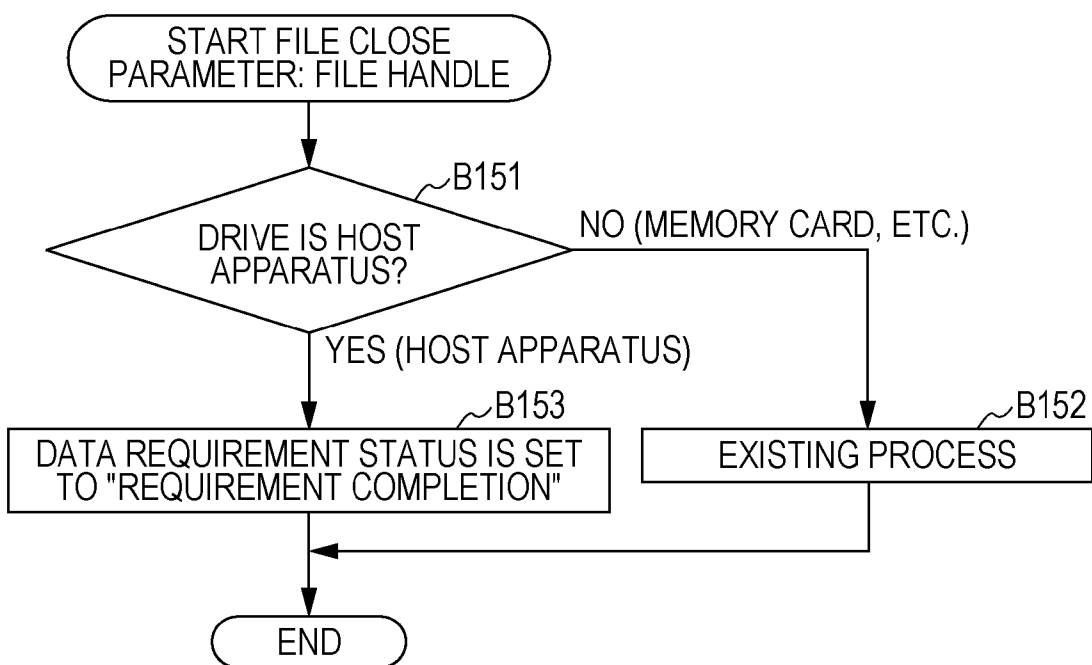 START FILE CLOSE
PARAMETER: FILE HANDLE
B151
DRIVE IS HOST
APPARATUS?
NO (MEMORY CARD, ETC.)
YES (HOST APPARATUS)
B153
DATA REQUIREMENT STATUS IS SET
TO "REQUIREMENT COMPLETION"
B152
EXISTING PROCESS
END